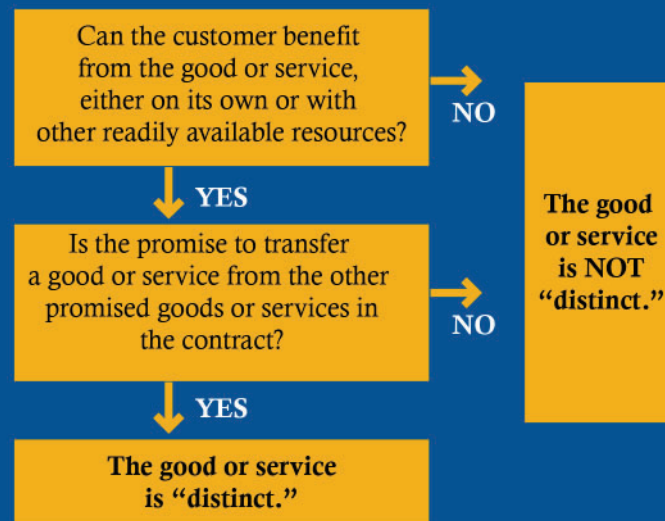 Can the customer benefit
from the good or service,
either on its own or with
other readily available resources?
NO
YES
Is the promise to transfer
a good or service from the other
promised goods or services in
the contract?
NO
YES
The good or service
is “distinct.”
The good
or service
is NOT
“distinct.”